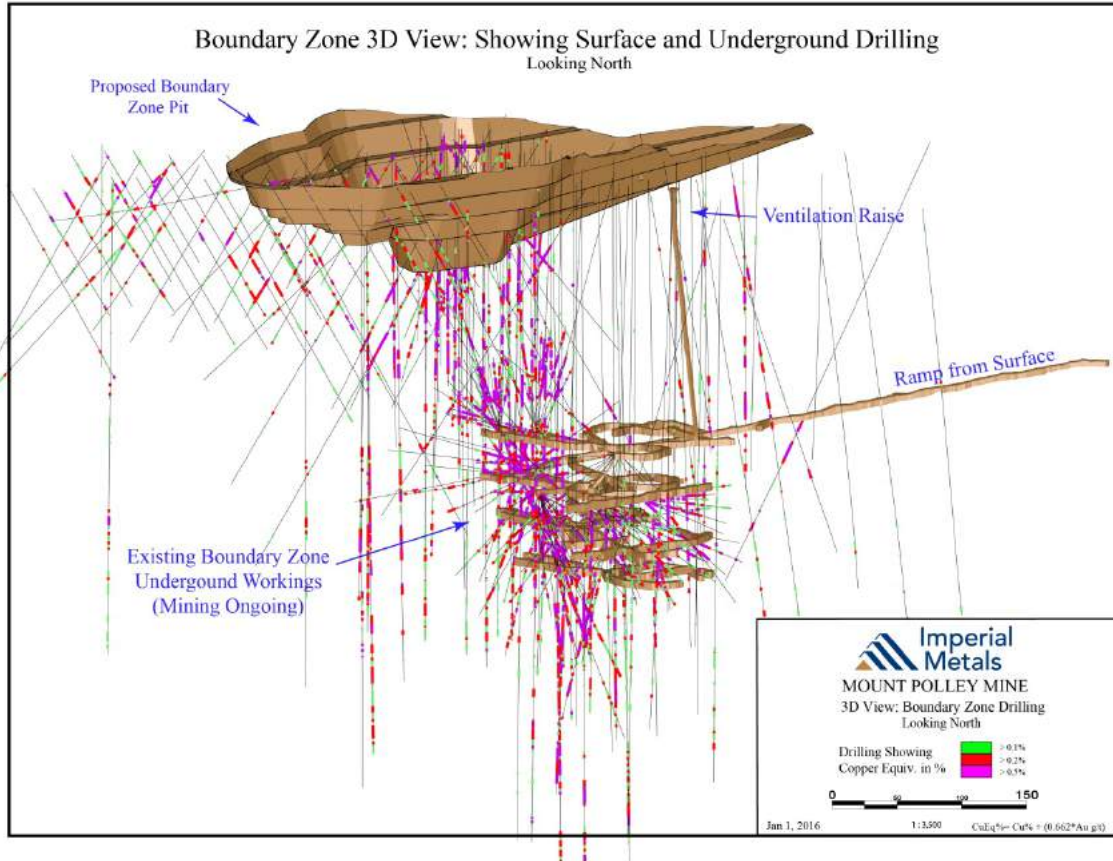 Boundary Zone 3D View: Showing Surface and Underground Drilling
Looking North
Proposed Boundary
Zone Pit
Ventilation Raise
Ramp from Surface
Existing Boundary Zone
Undergound Workings
(Mining Ongoing)
Imperial
Metals
MOUNT POLLEY MINE
3D View: Boundary Zone Drilling
Looking North
Drilling Showing
Copper Equiv. in %
> 0.1%
> 0.2%
> 0.5%
0 50 100 150
Jan 1, 2016 1 : 3,500 CuEq%= Cu% + (0.662*Au g/t)